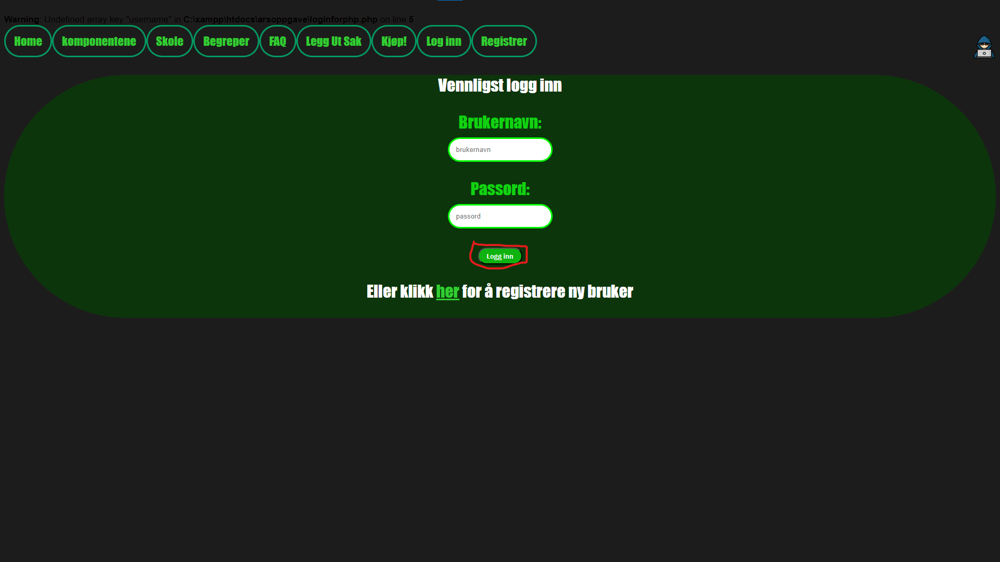 Warning: Undefined array key "username" in C:\xampp\htdocs\arsoppgave\loginforphp.php on line 5
Home komponentene Skole Begreper FAQ Legg Ut Sak Kjøp! Log inn Registrer
Vennligst logg inn
Brukernavn:
brukernavn
Passord:
passord
Logg inn
Eller klikk her for å registrere ny bruker